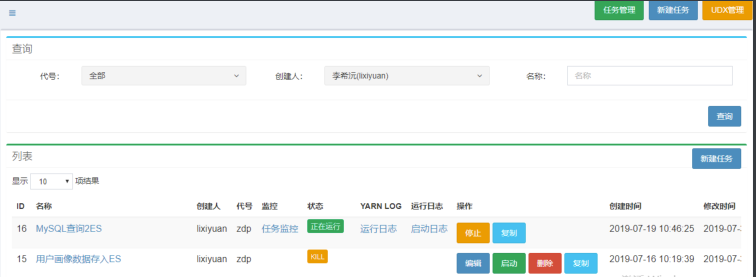 任务管理 新建任务 UDX管理
查询
代号： 全部 创建人： 李希沅(lixiyuan) 名称： 名称
查询
列表 新建任务
显示 10 项结果
ID 名称 创建人 代号 监控 状态 YARN LOG 运行日志 操作 创建时间 修改时间
16 MySQL查询2ES lixiyuan zdp 任务监控 正在运行 运行日志 启动日志 停止 复制 2019-07-19 10:46:25 2019-07-
15 用户画像数据存入ES lixiyuan zdp KILL 编辑 启动 删除 复制 2019-07-16 10:19:39 2019-07-